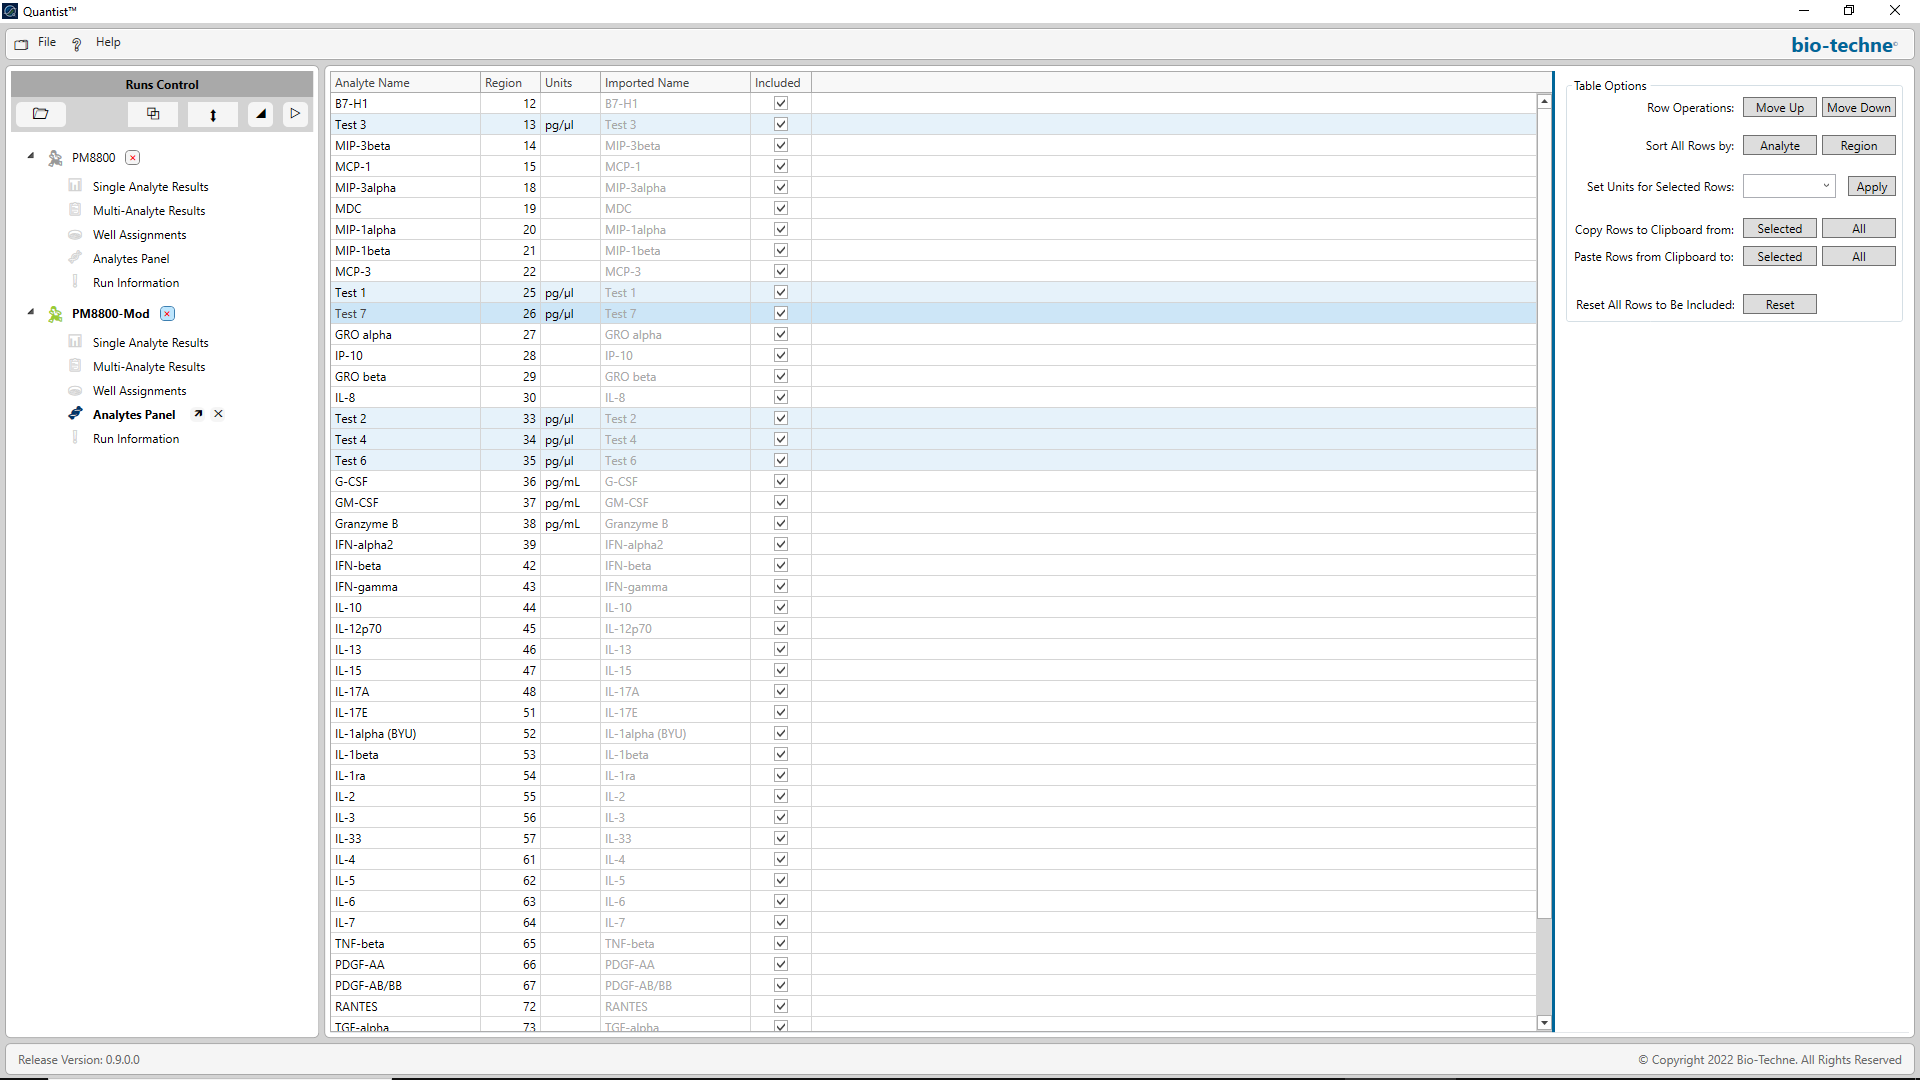 Quantist™
File Help
bio-techne
Runs Control
PM8800
Single Analyte Results
Multi-Analyte Results
Well Assignments
Analytes Panel
Run Information
PM8800-Mod
Single Analyte Results
Multi-Analyte Results
Well Assignments
Analytes Panel
Run Information
Analyte Name Region Units Imported Name Included
B7-H1 12 B7-H1
Test 3 13 pg/µl Test 3
MIP-3beta 14 MIP-3beta
MCP-1 15 MCP-1
MIP-3alpha 18 MIP-3alpha
MDC 19 MDC
MIP-1alpha 20 MIP-1alpha
MIP-1beta 21 MIP-1beta
MCP-3 22 MCP-3
Test 1 25 pg/µl Test 1
Test 7 26 pg/µl Test 7
GRO alpha 27 GRO alpha
IP-10 28 IP-10
GRO beta 29 GRO beta
IL-8 30 IL-8
Test 2 33 pg/µl Test 2
Test 4 34 pg/µl Test 4
Test 6 35 pg/µl Test 6
G-CSF 36 pg/mL G-CSF
GM-CSF 37 pg/mL GM-CSF
Granzyme B 38 pg/mL Granzyme B
IFN-alpha2 39 IFN-alpha2
IFN-beta 42 IFN-beta
IFN-gamma 43 IFN-gamma
IL-10 44 IL-10
IL-12p70 45 IL-12p70
IL-13 46 IL-13
IL-15 47 IL-15
IL-17A 48 IL-17A
IL-17E 51 IL-17E
IL-1alpha (BYU) 52 IL-1alpha (BYU)
IL-1beta 53 IL-1beta
IL-1ra 54 IL-1ra
IL-2 55 IL-2
IL-3 56 IL-3
IL-33 57 IL-33
IL-4 61 IL-4
IL-5 62 IL-5
IL-6 63 IL-6
IL-7 64 IL-7
TNF-beta 65 TNF-beta
PDGF-AA 66 PDGF-AA
PDGF-AB/BB 67 PDGF-AB/BB
RANTES 72 RANTES
TGF-alpha 73 TGF-alpha
Table Options
Row Operations: Move Up Move Down
Sort All Rows by: Analyte Region
Set Units for Selected Rows: Apply
Copy Rows to Clipboard from: Selected All
Paste Rows from Clipboard to: Selected All
Reset All Rows to Be Included: Reset
Release Version: 0.9.0.0
© Copyright 2022 Bio-Techne. All Rights Reserved